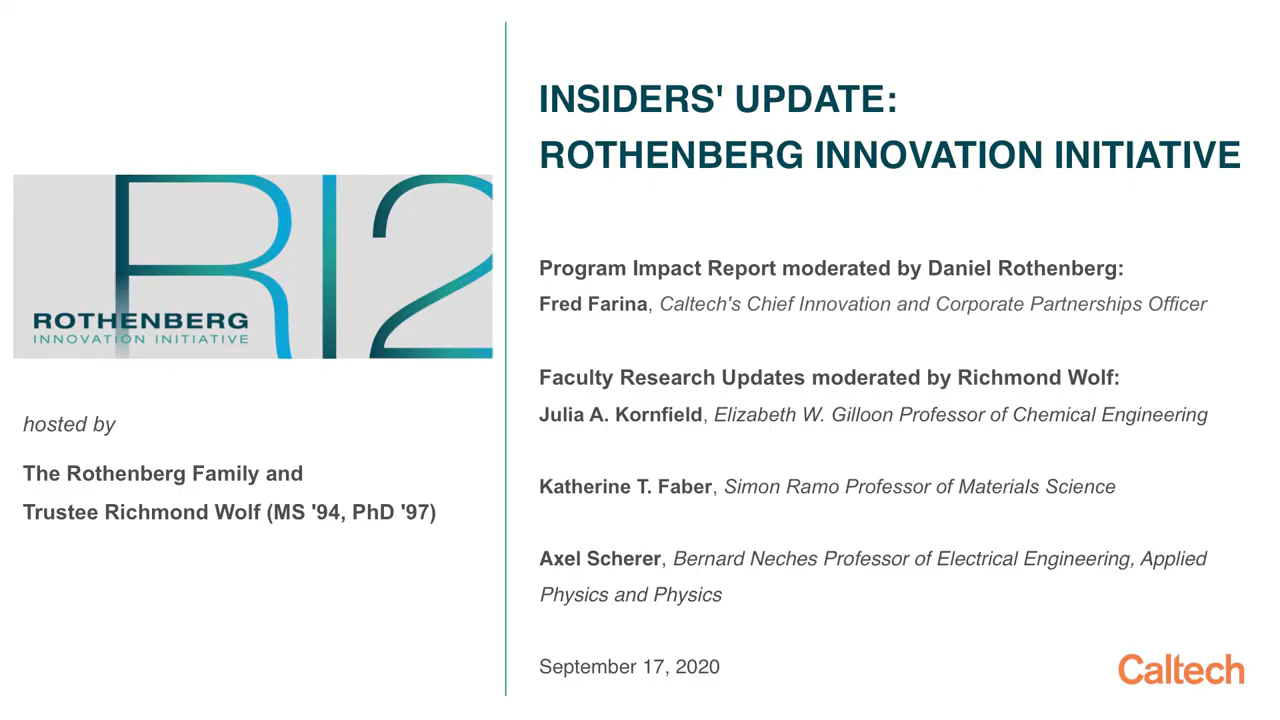 RI2
ROTHENBERG
INNOVATION INITIATIVE
hosted by
The Rothenberg Family and
Trustee Richmond Wolf (MS '94, PhD '97)
INSIDERS' UPDATE:
ROTHENBERG INNOVATION INITIATIVE
Program Impact Report moderated by Daniel Rothenberg:
Fred Farina, Caltech's Chief Innovation and Corporate Partnerships Officer
Faculty Research Updates moderated by Richmond Wolf:
Julia A. Kornfield, Elizabeth W. Gilloon Professor of Chemical Engineering
Katherine T. Faber, Simon Ramo Professor of Materials Science
Axel Scherer, Bernard Neches Professor of Electrical Engineering, Applied
Physics and Physics
September 17, 2020
Caltech